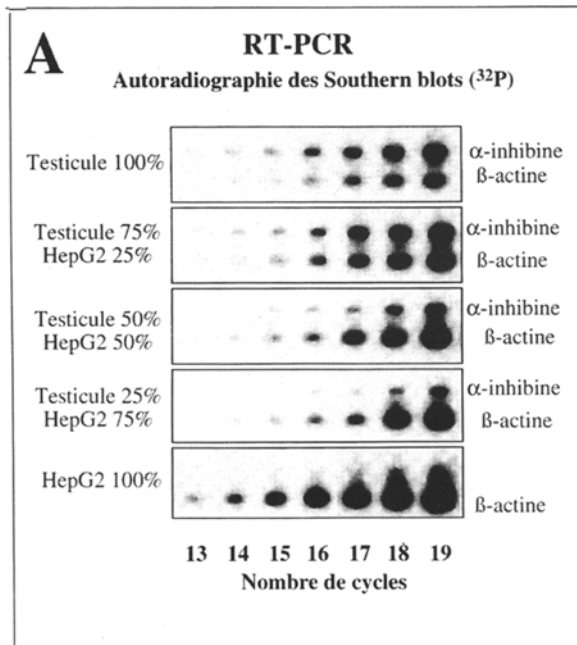 A
RT-PCR
Autoradiographie des Southern blots (³²P)
Testicule 100%
α-inhibine
ß-actine
Testicule 75%
HepG2 25%
α-inhibine
ß-actine
Testicule 50%
HepG2 50%
α-inhibine
ß-actine
Testicule 25%
HepG2 75%
α-inhibine
ß-actine
HepG2 100%
ß-actine
13 14 15 16 17 18 19
Nombre de cycles